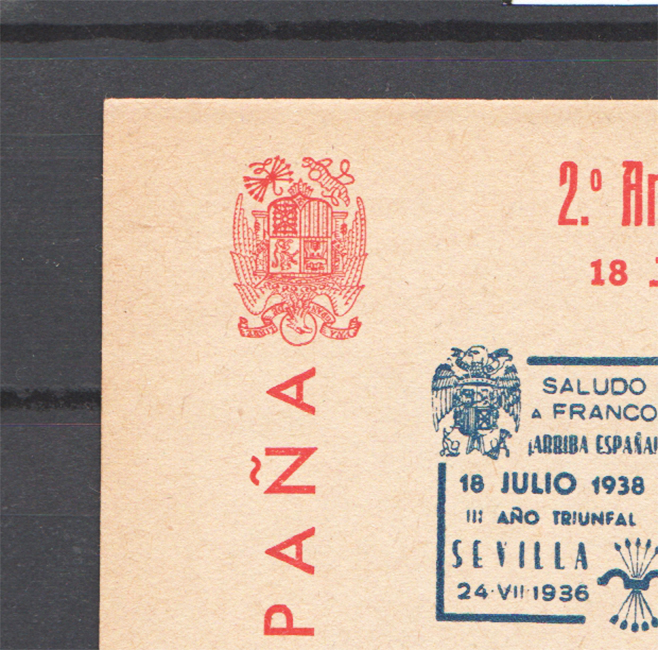 2.º An
18 J
PAÑA
SALUDO
A FRANCO
¡ARRIBA ESPAÑA!
18 JULIO 1938
III AÑO TRIUNFAL
SEVILLA
24·VII·1936